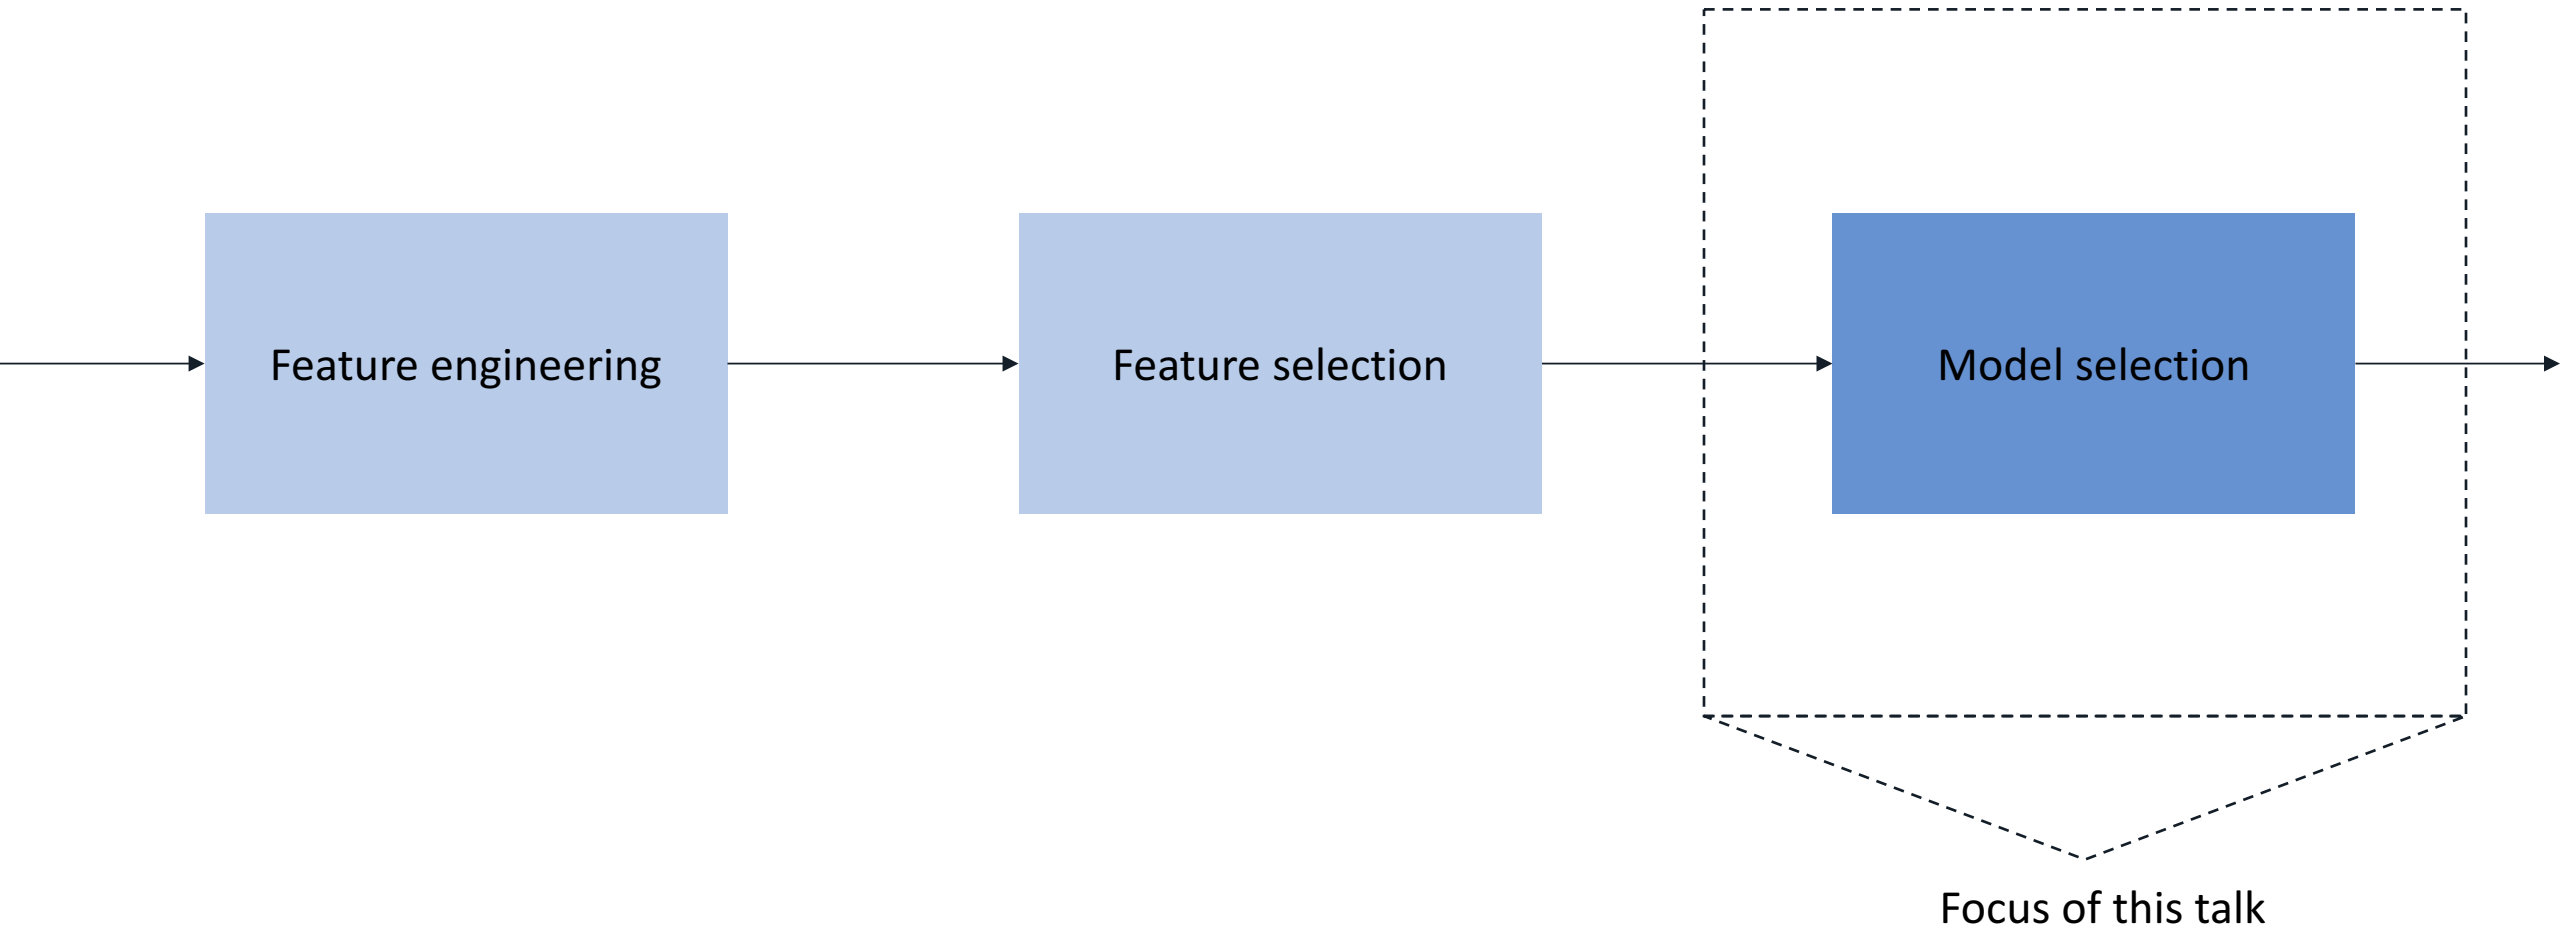 Feature engineering
Feature selection
Model selection
Focus of this talk